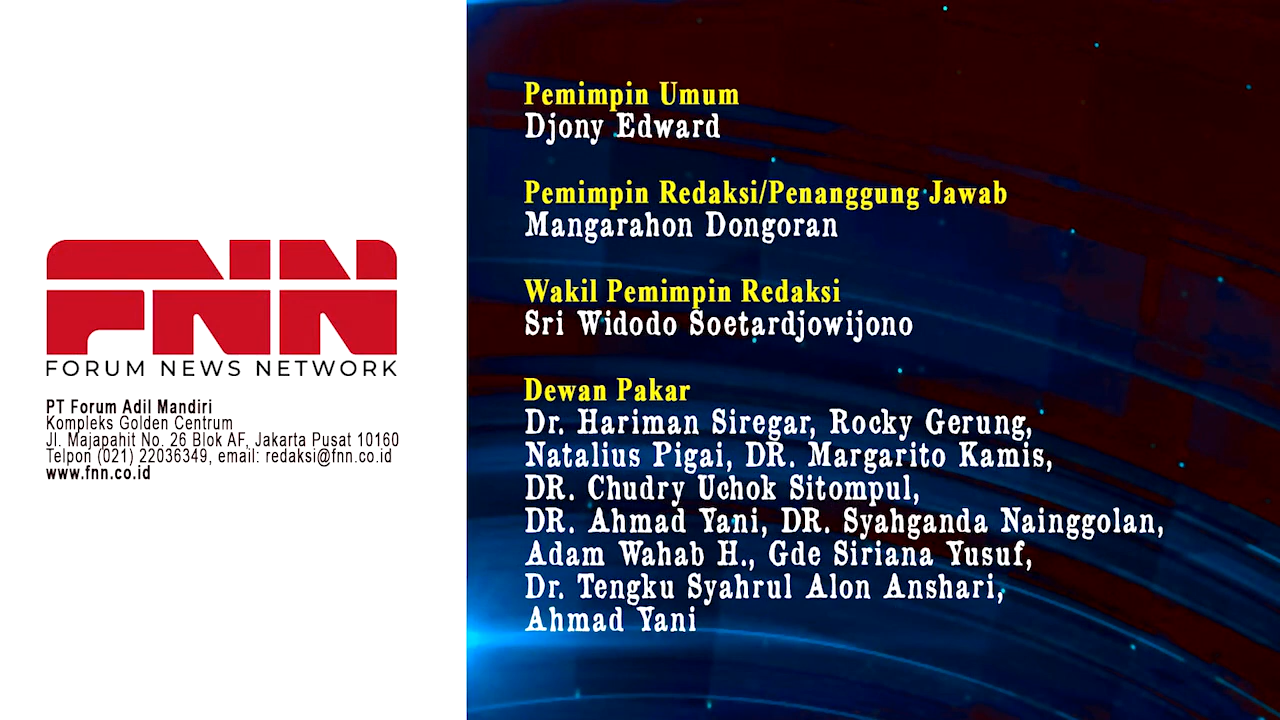 FNN
FORUM NEWS NETWORK
PT Forum Adil Mandiri
Kompleks Golden Centrum
Jl. Majapahit No. 26 Blok AF, Jakarta Pusat 10160
Telpon (021) 22036349, email: redaksi@fnn.co.id
www.fnn.co.id
Pemimpin Umum
Djony Edward
Pemimpin Redaksi/Penanggung Jawab
Mangarahon Dongoran
Wakil Pemimpin Redaksi
Sri Widodo Soetardjowijono
Dewan Pakar
Dr. Hariman Siregar, Rocky Gerung,
Natalius Pigai, DR. Margarito Kamis,
DR. Chudry Uchok Sitompul,
DR. Ahmad Yani, DR. Syahganda Nainggolan,
Adam Wahab H., Gde Siriana Yusuf,
Dr. Tengku Syahrul Alon Anshari,
Ahmad Yani